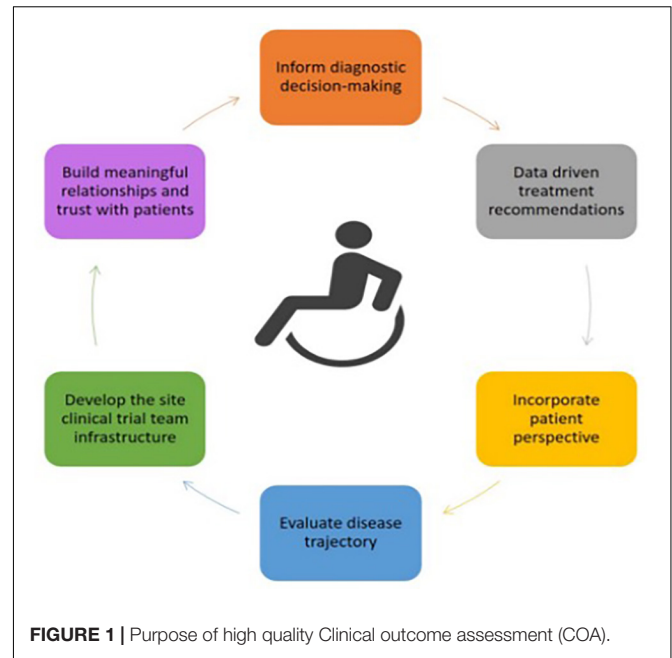 Inform diagnostic
decision-making
Data driven
treatment
recommendations
Incorporate
patient
perspective
Evaluate disease
trajectory
Develop the site
clinical trial team
infrastructure
Build meaningful
relationships and
trust with patients
FIGURE 1 | Purpose of high quality Clinical outcome assessment (COA).